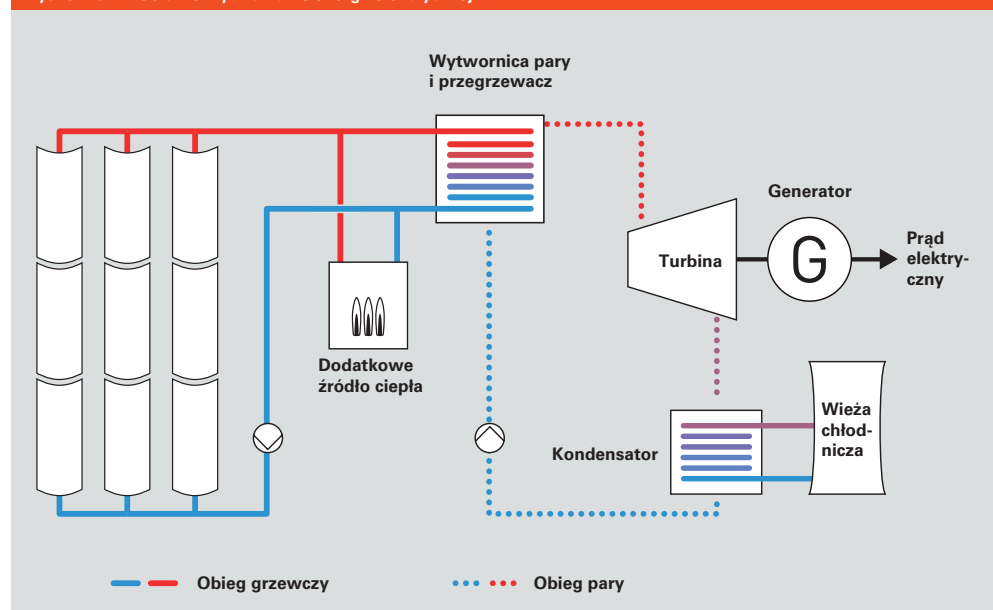 Wytwornica pary
i przegrzewacz
Generator
G
Prąd
elektry-
czny
Turbina
Dodatkowe
źródło ciepła
Wieża
chłod-
nicza
Kondensator
Obieg grzewczy
Obieg pary